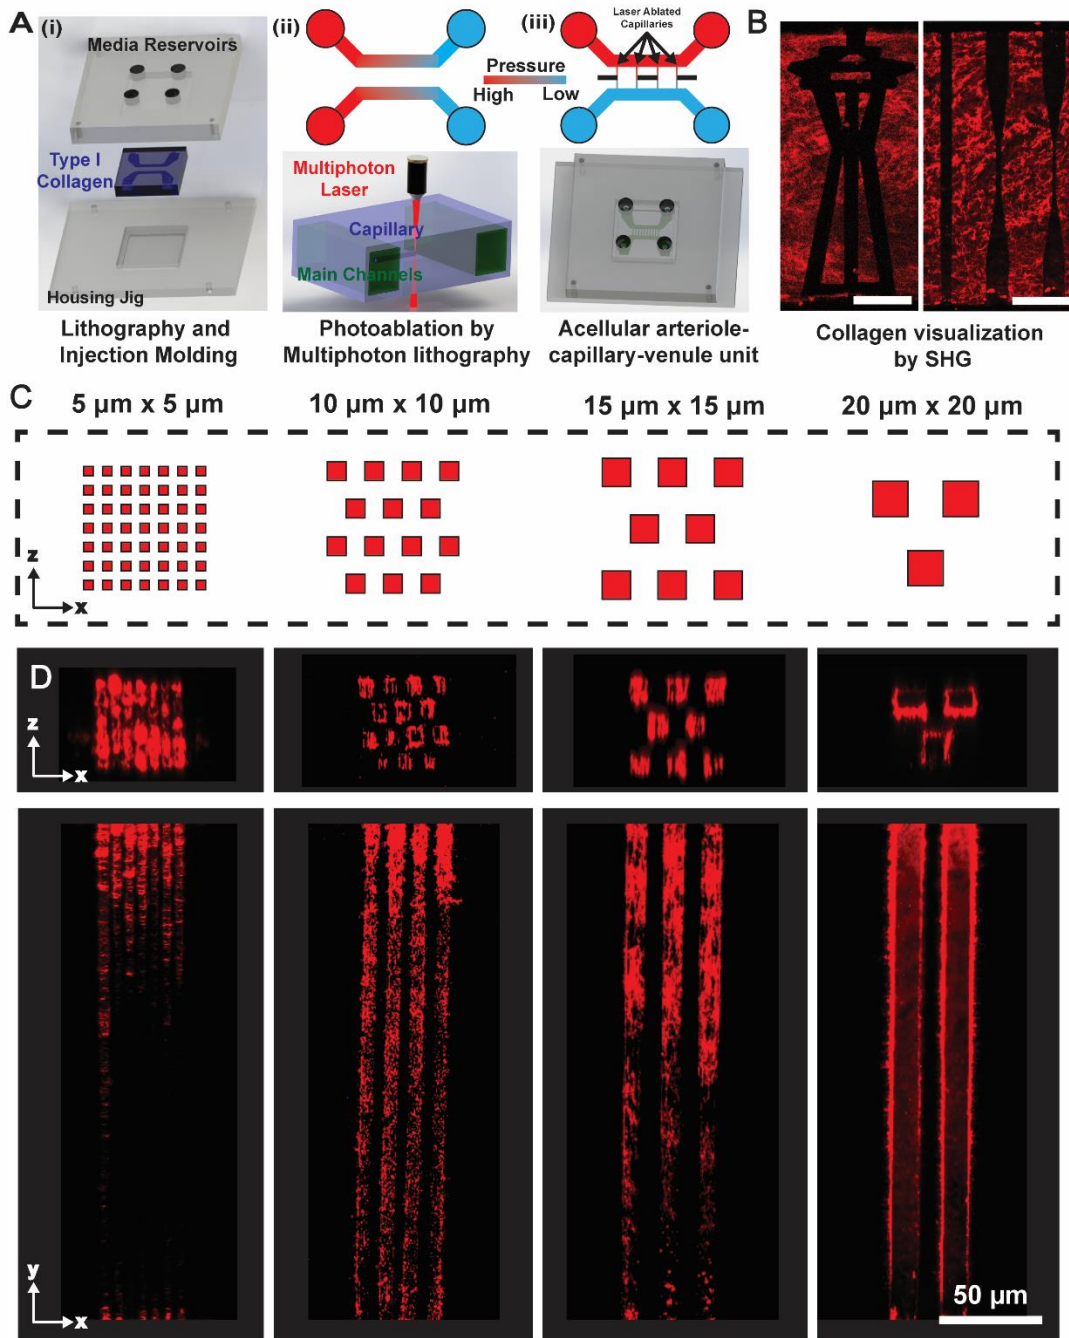 A
(i)
Media Reservoirs
Type I
Collagen
Housing Jig
Lithography and
Injection Molding
(ii)
Pressure
High
Low
Multiphoton
Laser
Capillary
Main Channels
Photoablation by
Multiphoton lithography
(iii)
Laser Ablated
Capillaries
Acellular arteriole-
capillary-venule unit
B
Collagen visualization
by SHG
C
5 µm x 5 µm
10 µm x 10 µm
15 µm x 15 µm
20 µm x 20 µm
z
x
D
z
x
y
x
50 µm